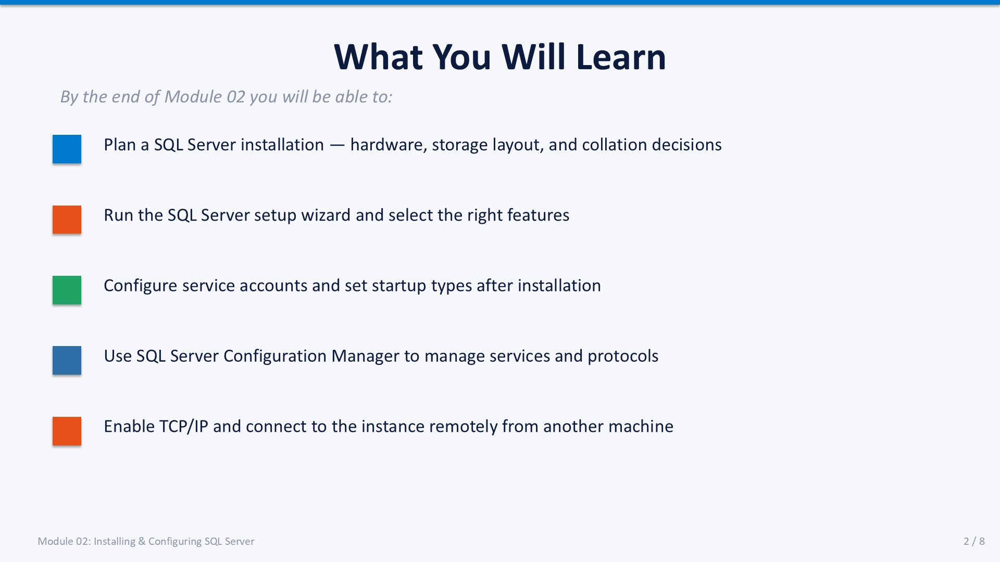 What You Will Learn
By the end of Module 02 you will be able to:
Plan a SQL Server installation — hardware, storage layout, and collation decisions
Run the SQL Server setup wizard and select the right features
Configure service accounts and set startup types after installation
Use SQL Server Configuration Manager to manage services and protocols
Enable TCP/IP and connect to the instance remotely from another machine
Module 02: Installing & Configuring SQL Server
2 / 8